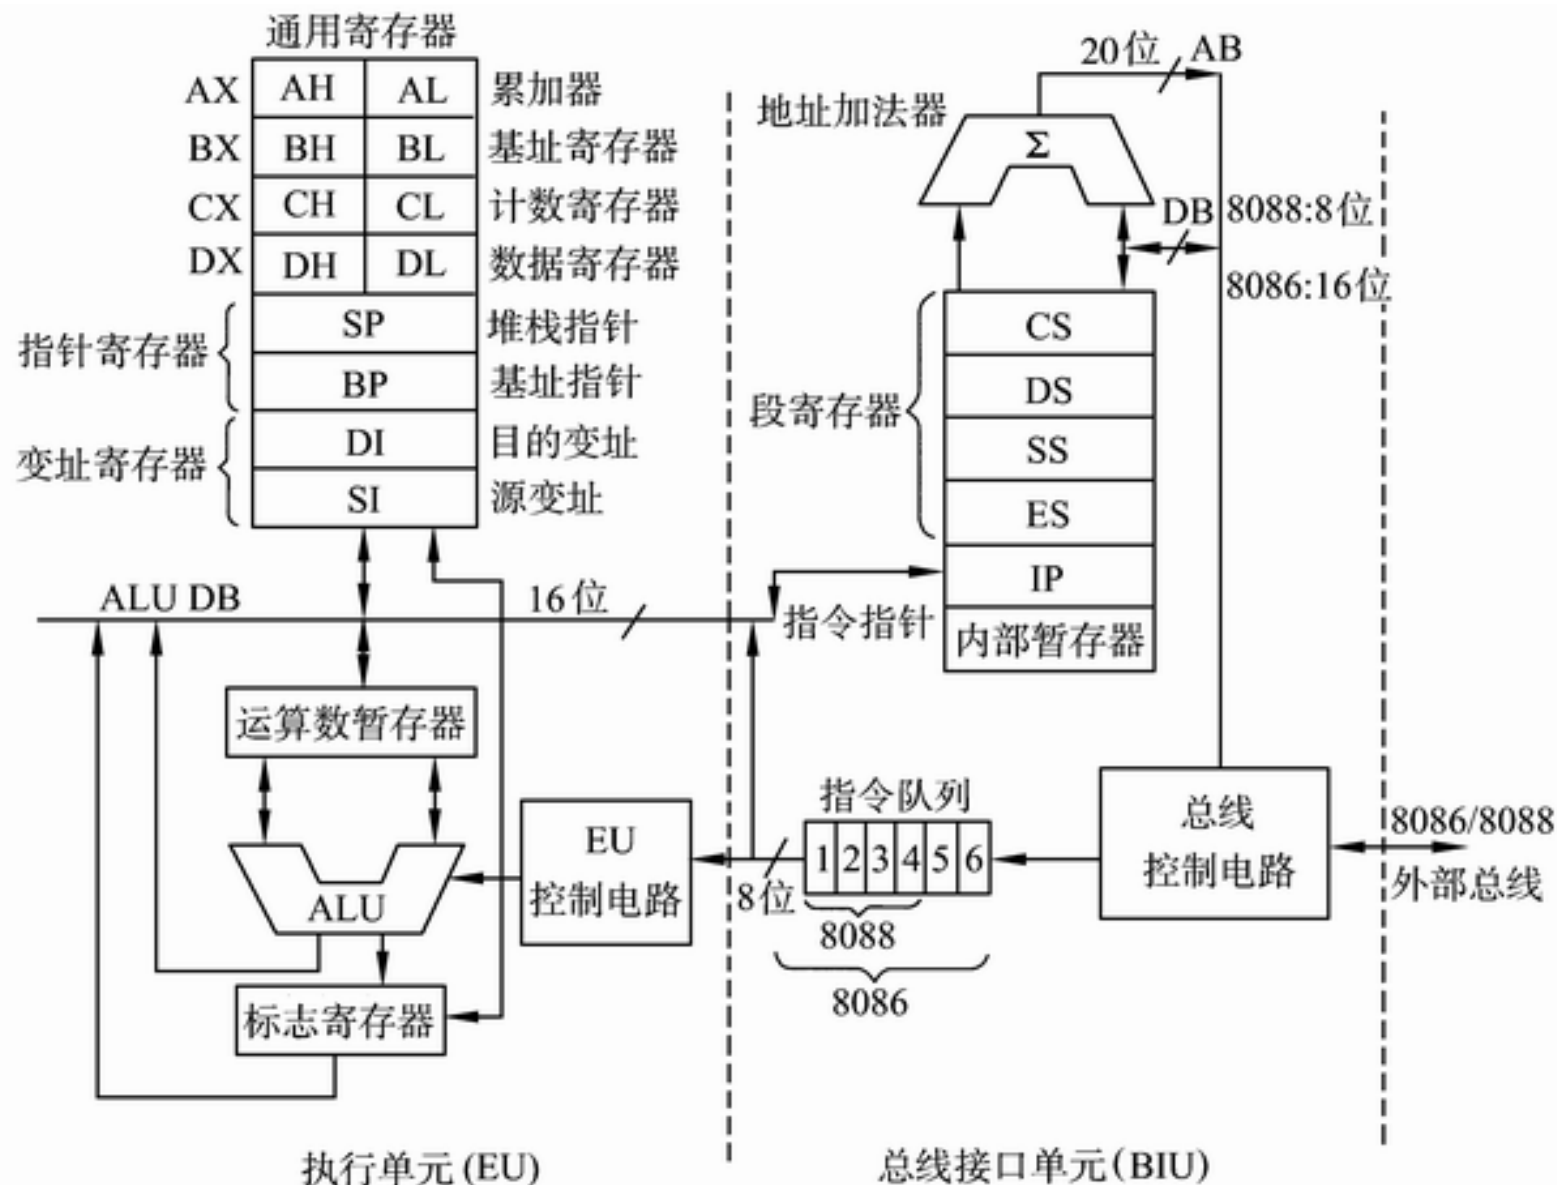 通用寄存器
AX AH AL 累加器
BX BH BL 基址寄存器
CX CH CL 计数寄存器
DX DH DL 数据寄存器
指针寄存器
SP 堆栈指针
BP 基址指针
变址寄存器
DI 目的变址
SI 源变址
ALU DB
16位
运算数暂存器
ALU
标志寄存器
EU
控制电路
执行单元(EU)
20位 AB
地址加法器
Σ
DB 8088:8位
8086:16位
段寄存器
CS
DS
SS
ES
IP
指令指针
内部暂存器
指令队列
1 2 3 4 5 6
8位
8088
8086
总线
控制电路
8086/8088
外部总线
总线接口单元(BIU)